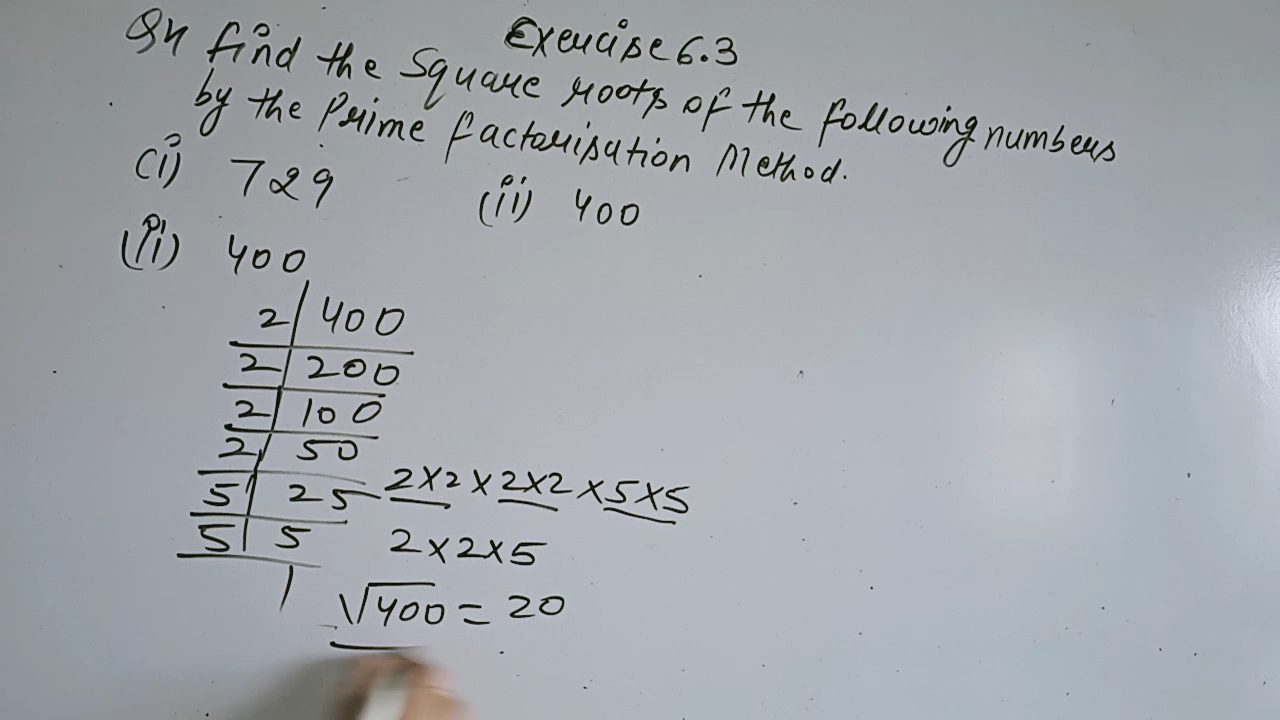 Exercise 6.3
Q4 Find the Square roots of the following numbers
by the Prime factorisation Method.
(i) 729 (ii) 400
(ii) 400
2 | 400
2 | 200
2 | 100
2 | 50
5 | 25 2×2×2×2×5×5
5 | 5 2×2×5
1
√400 = 20